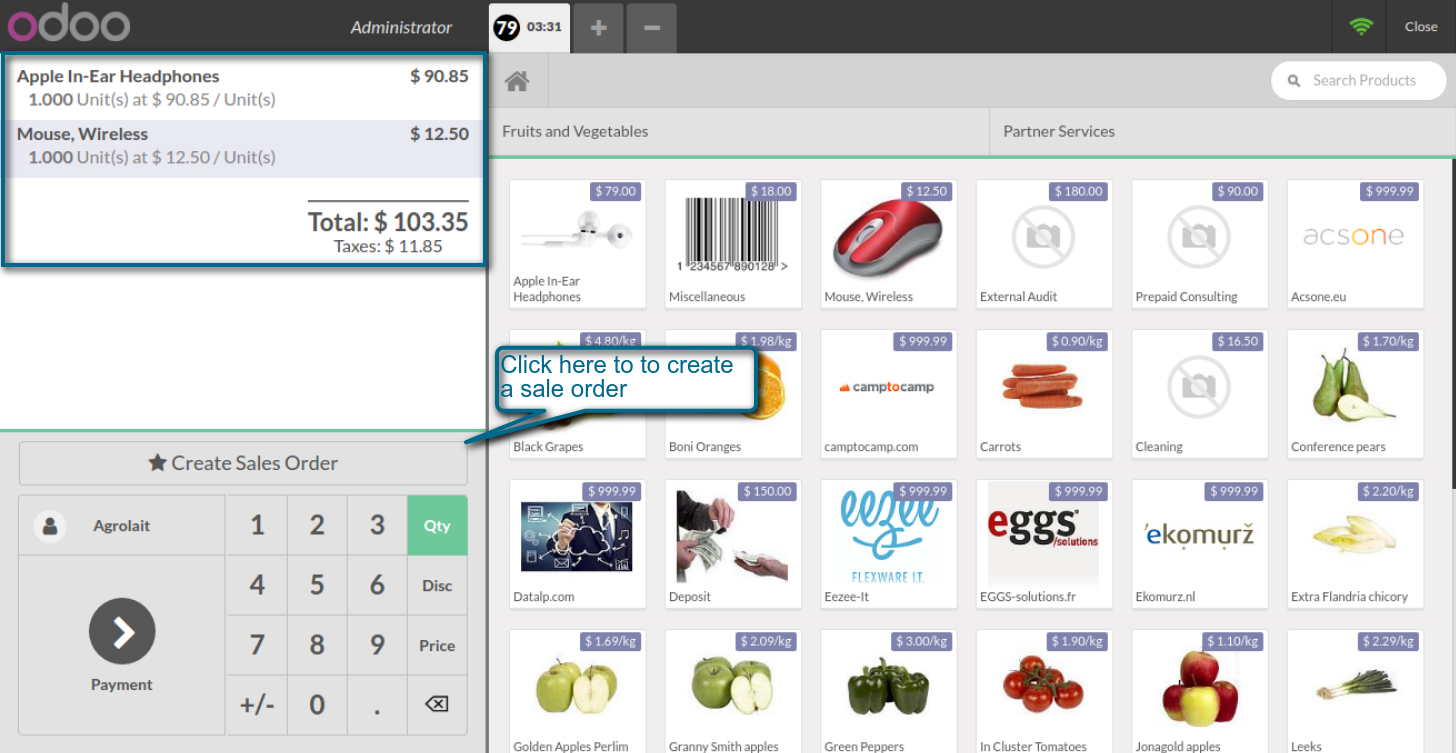 odoo
Administrator
79 03:31
+
−
Close
Apple In-Ear Headphones $ 90.85
1.000 Unit(s) at $ 90.85 / Unit(s)
Mouse, Wireless $ 12.50
1.000 Unit(s) at $ 12.50 / Unit(s)
Total: $ 103.35
Taxes: $ 11.85
Search Products
Fruits and Vegetables
Partner Services
$ 79.00
Apple In-Ear
Headphones
$ 18.00
1 234567 890128 >
Miscellaneous
$ 12.50
Mouse, Wireless
$ 180.00
External Audit
$ 90.00
Prepaid Consulting
$ 999.99
acsone
Acsone.eu
$ 4.80/kg
Black Grapes
$ 1.98/kg
Boni Oranges
$ 999.99
camptocamp
camptocamp.com
$ 0.90/kg
Carrots
$ 16.50
Cleaning
$ 1.70/kg
Conference pears
Click here to to create
a sale order
Create Sales Order
Agrolait
Payment
1 2 3 Qty
4 5 6 Disc
7 8 9 Price
+/- 0 .
$ 999.99
Datalp.com
$ 150.00
Deposit
$ 999.99
eezee
FLEXWARE I.T.
Eezee-It
$ 999.99
eggs
/solutions
EGGS-solutions.fr
$ 999.99
'ekomurz
Ekomurz.nl
$ 2.20/kg
Extra Flandria chicory
$ 1.69/kg
Golden Apples Perlim
$ 2.09/kg
Granny Smith apples
$ 3.00/kg
Green Peppers
$ 1.90/kg
In Cluster Tomatoes
$ 1.10/kg
Jonagold apples
$ 2.29/kg
Leeks